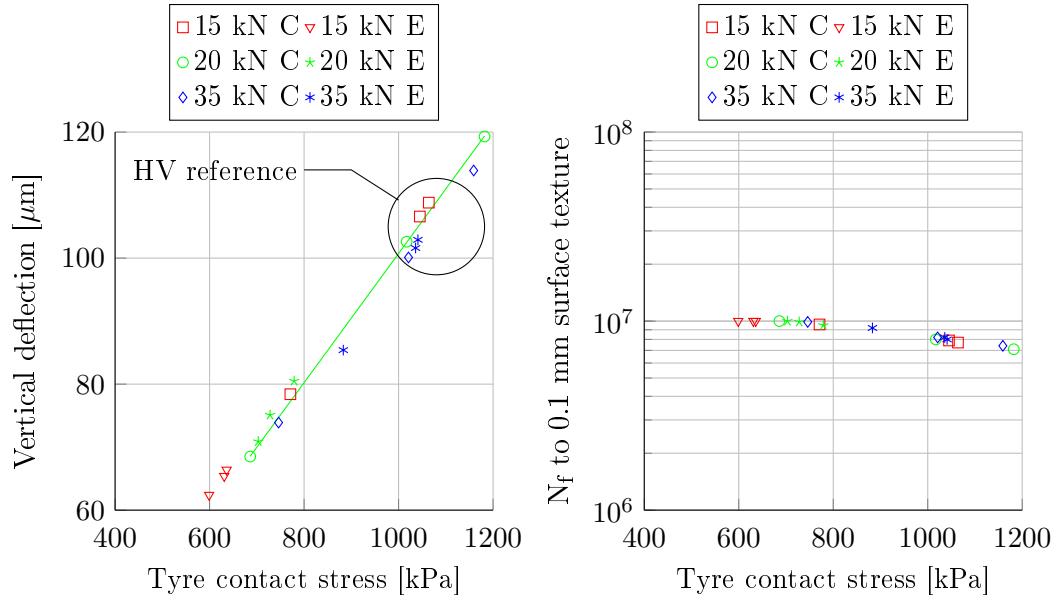 15 kN C 15 kN E
20 kN C 20 kN E
35 kN C 35 kN E
120
100
80
60
400 600 800 1000 1200
Vertical deflection [μm]
Tyre contact stress [kPa]
HV reference
15 kN C 15 kN E
20 kN C 20 kN E
35 kN C 35 kN E
10^8
10^7
10^6
400 600 800 1000 1200
N_f to 0.1 mm surface texture
Tyre contact stress [kPa]